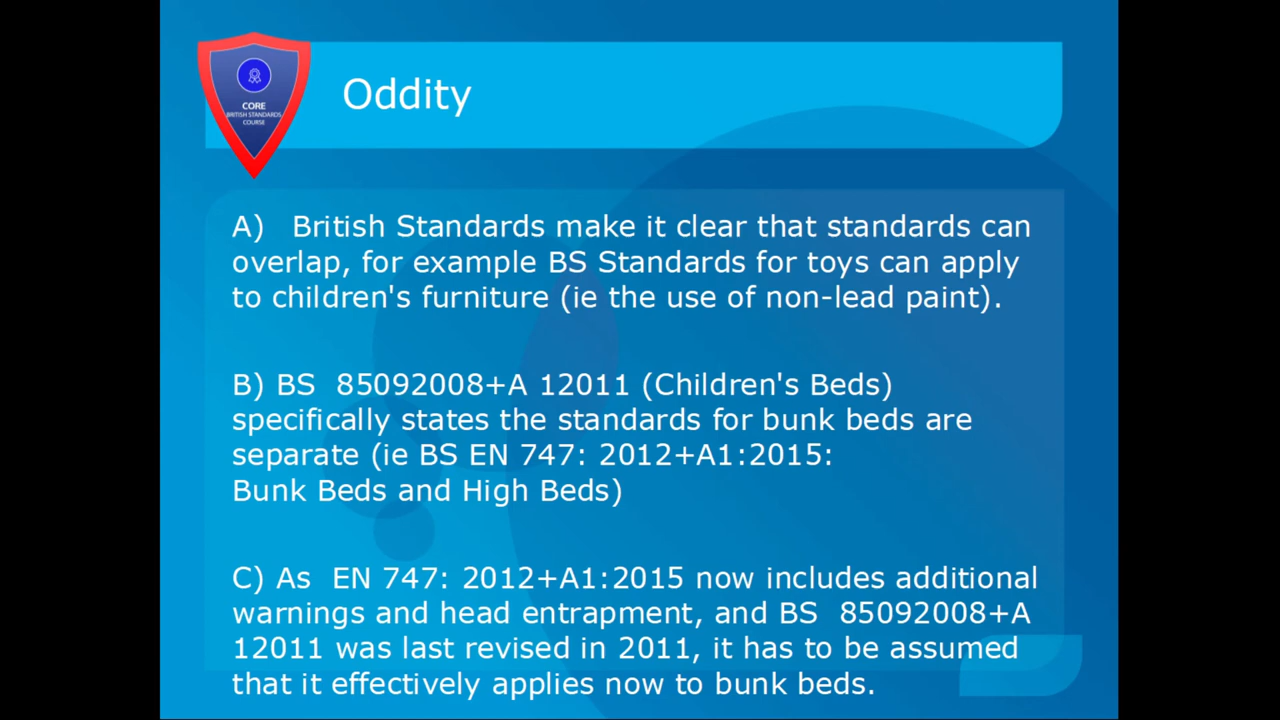 CORE
BRITISH STANDARDS
COURSE
Oddity
A) British Standards make it clear that standards can
overlap, for example BS Standards for toys can apply
to children's furniture (ie the use of non-lead paint).
B) BS 85092008+A 12011 (Children's Beds)
specifically states the standards for bunk beds are
separate (ie BS EN 747: 2012+A1:2015:
Bunk Beds and High Beds)
C) As EN 747: 2012+A1:2015 now includes additional
warnings and head entrapment, and BS 85092008+A
12011 was last revised in 2011, it has to be assumed
that it effectively applies now to bunk beds.